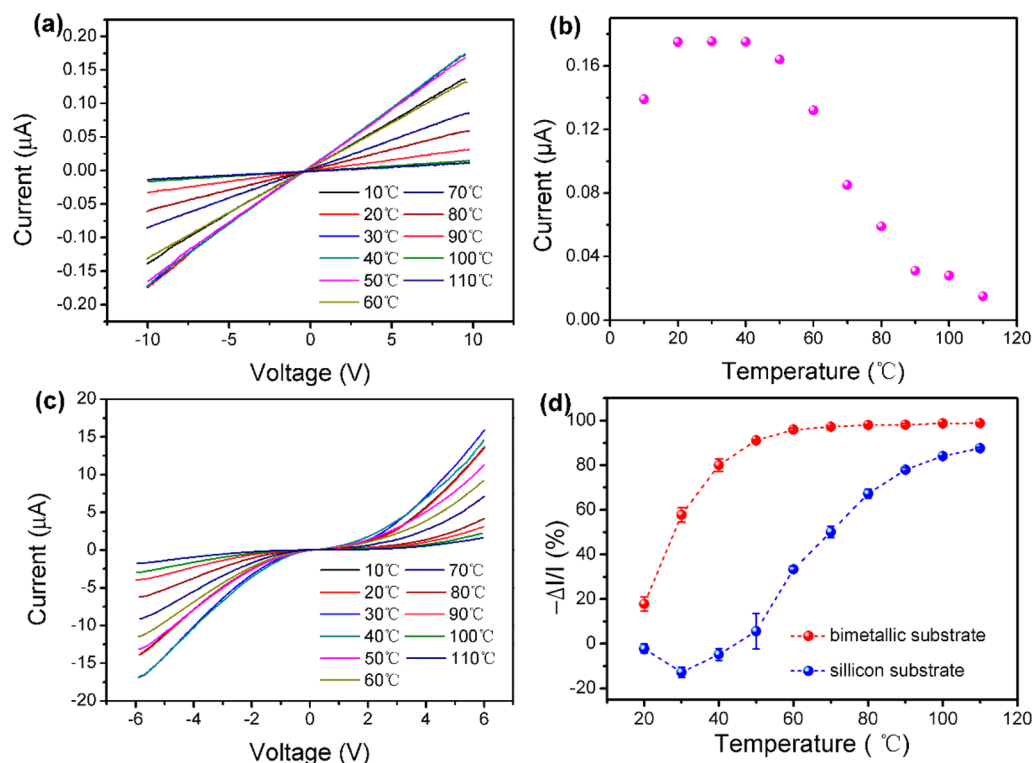 (a)
0.20
0.15
0.10
0.05
0.00
-0.05
-0.10
-0.15
-0.20
Current (μA)
10℃ 70℃
20℃ 80℃
30℃ 90℃
40℃ 100℃
50℃ 110℃
60℃
-10 -5 0 5 10
Voltage (V)
(b)
0.16
0.12
0.08
0.04
0.00
Current (μA)
0 20 40 60 80 100 120
Temperature (℃)
(c)
20
15
10
5
0
-5
-10
-15
-20
Current (μA)
10℃ 70℃
20℃ 80℃
30℃ 90℃
40℃ 100℃
50℃ 110℃
60℃
-6 -4 -2 0 2 4 6
Voltage (V)
(d)
100
80
60
40
20
0
-20
−ΔI/I (%)
bimetallic substrate
sillicon substrate
20 40 60 80 100 120
Temperature ( ℃)